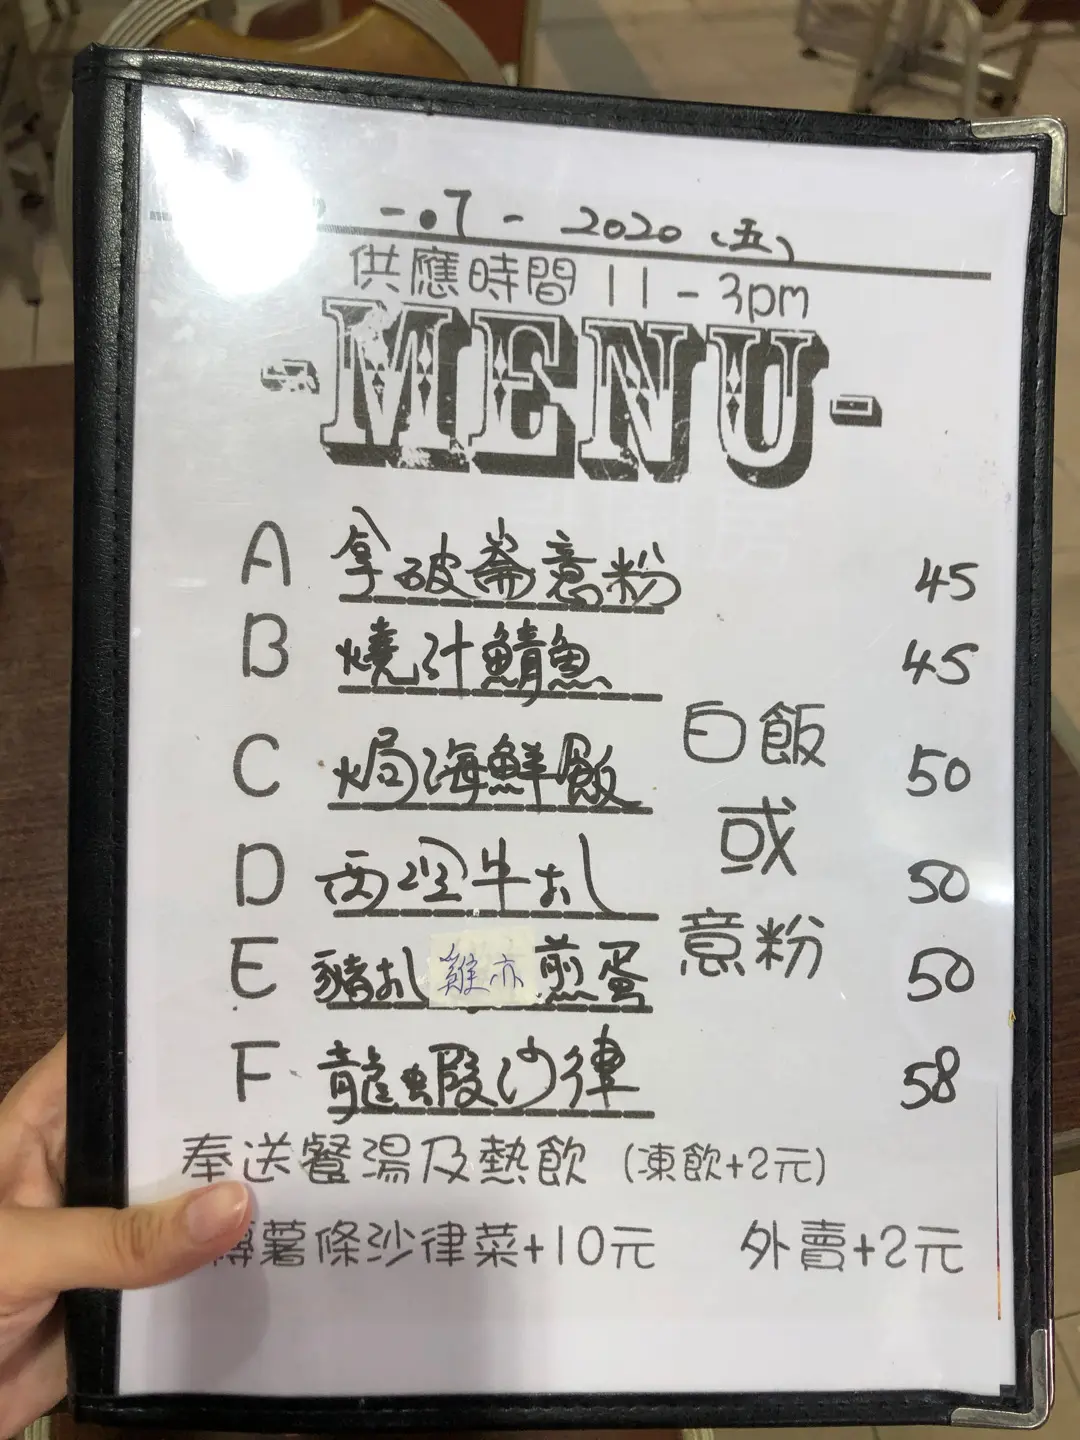 -07-2020 (五)
供應時間 11-3pm
-MENU-
A 拿破崙意粉 45
B 燒汁鯖魚 45
C 焗海鮮飯 50
D 西冷牛扒 50
E 豬扒 雞亦 煎蛋 50
F 龍蝦沙律 58
白飯
或
意粉
奉送餐湯及熱飲 (凍飲+2元)
薯條沙律菜+10元 外賣+2元